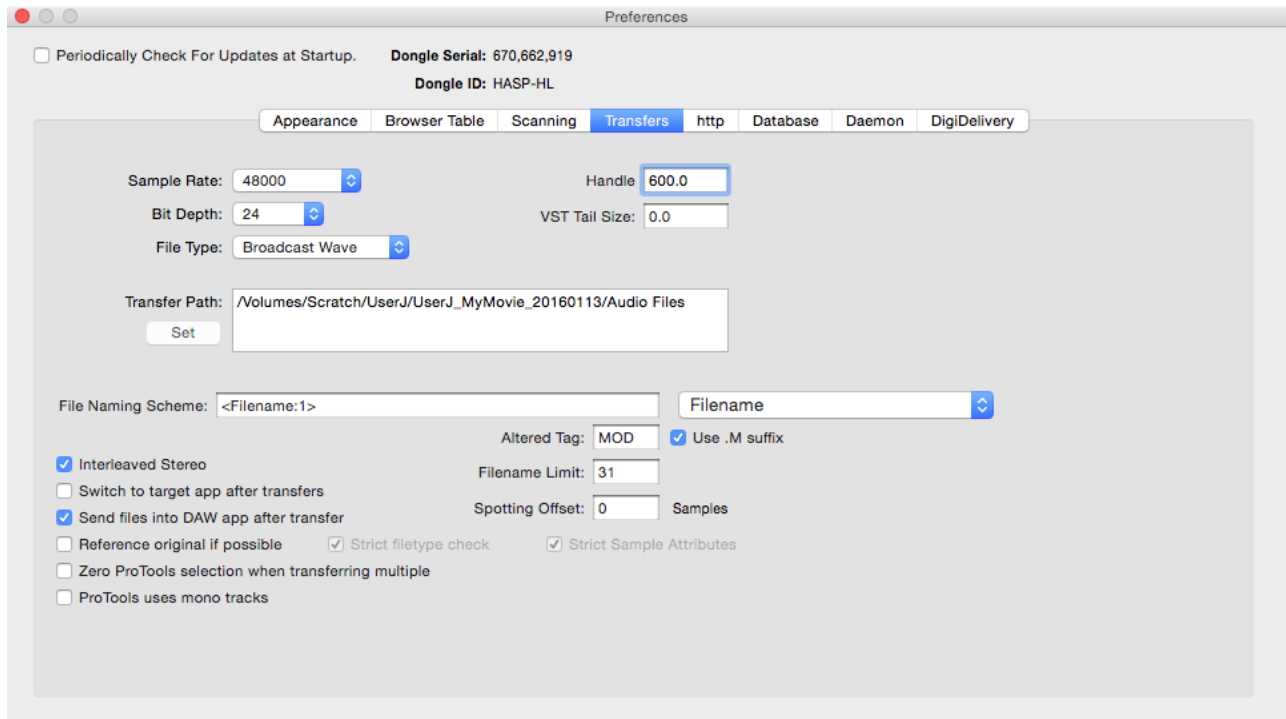 Preferences
Periodically Check For Updates at Startup. Dongle Serial: 670,662,919
Dongle ID: HASP-HL
Appearance Browser Table Scanning Transfers http Database Daemon DigiDelivery
Sample Rate: 48000 Handle 600.0
Bit Depth: 24 VST Tail Size: 0.0
File Type: Broadcast Wave
Transfer Path: /Volumes/Scratch/UserJ/UserJ_MyMovie_20160113/Audio Files
Set
File Naming Scheme: <Filename:1> Filename
Altered Tag: MOD Use .M suffix
Interleaved Stereo Filename Limit: 31
Switch to target app after transfers
Send files into DAW app after transfer Spotting Offset: 0 Samples
Reference original if possible Strict filetype check Strict Sample Attributes
Zero ProTools selection when transferring multiple
ProTools uses mono tracks